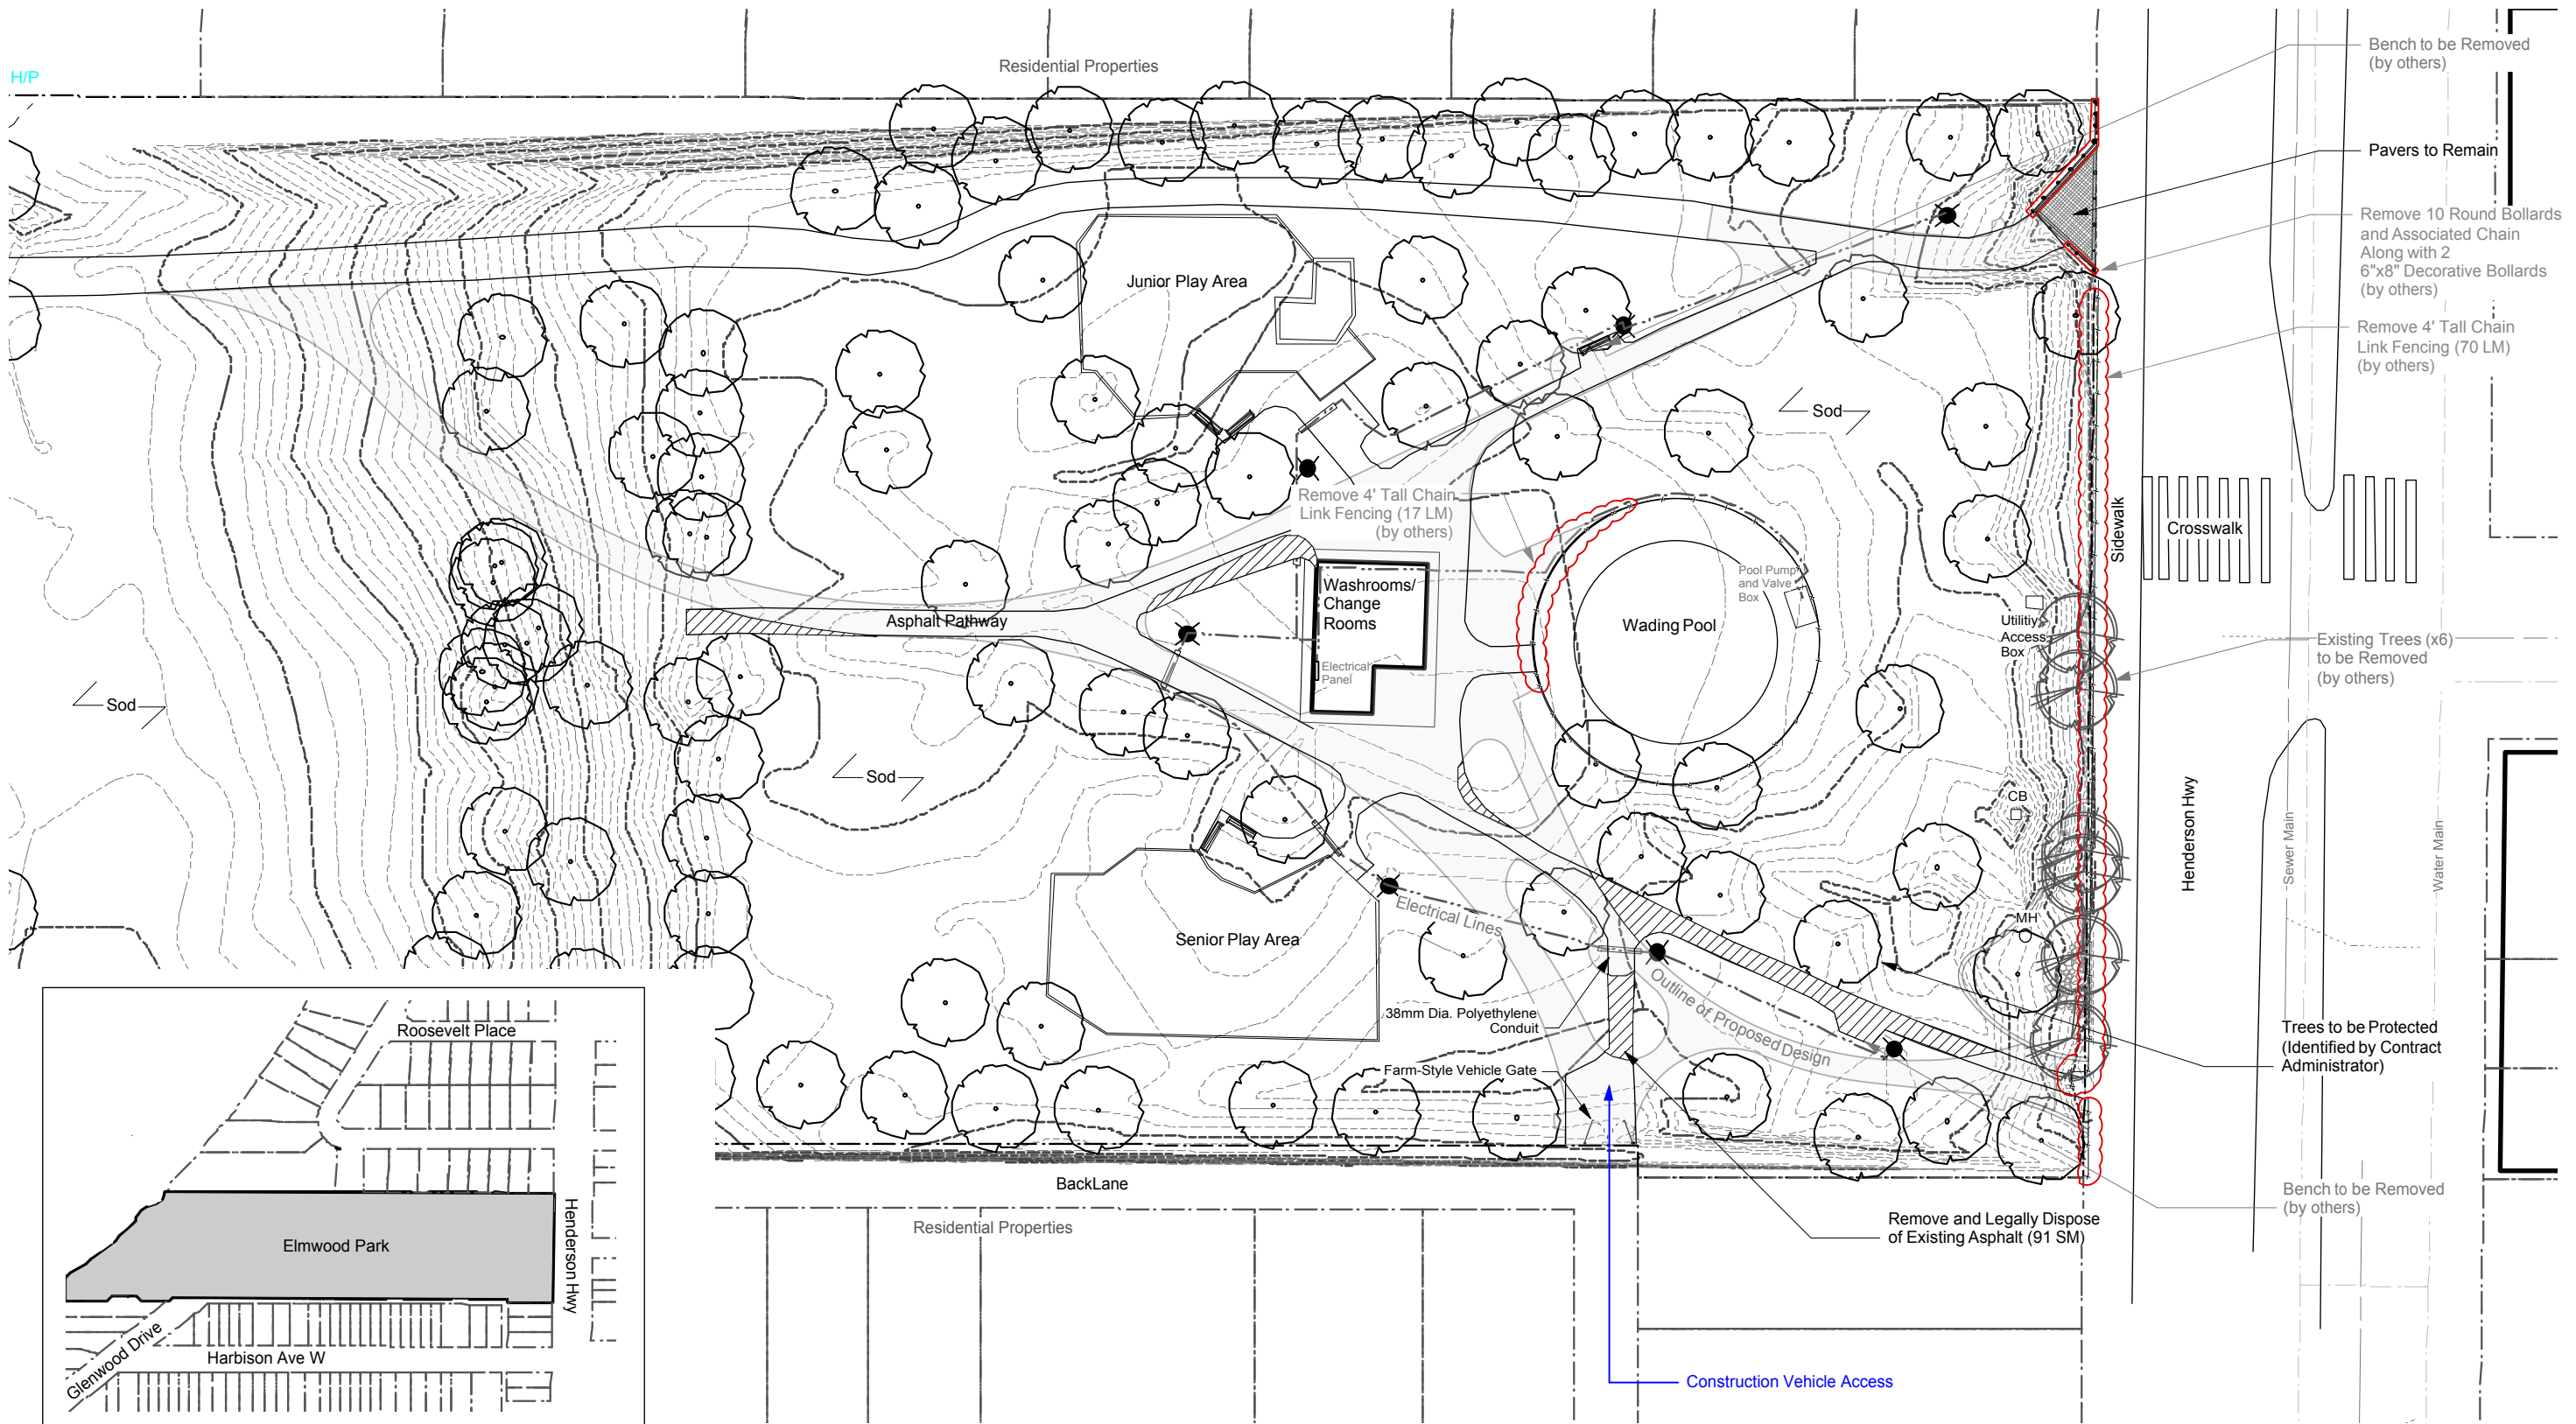 H/P
Residential Properties
Bench to be Removed
(by others)
Pavers to Remain
Remove 10 Round Bollards
and Associated Chain
Along with 2
6"x8" Decorative Bollards
(by others)
Remove 4' Tall Chain
Link Fencing (70 LM)
(by others)
Junior Play Area
Sod
Remove 4' Tall Chain
Link Fencing (17 LM)
(by others)
Sidewalk
Crosswalk
Washrooms/
Change
Rooms
Electrical
Panel
Pool Pump
and Valve
Box
Wading Pool
Asphalt Pathway
Utilitiy
Access
Box
Existing Trees (x6)
to be Removed
(by others)
Sod
Sod
CB
Henderson Hwy
Sewer Main
Water Main
Electrical Lines
MH
Senior Play Area
Outline of Proposed Design
38mm Dia. Polyethylene
Conduit
Farm-Style Vehicle Gate
Trees to be Protected
(Identified by Contract
Administrator)
BackLane
Residential Properties
Bench to be Removed
(by others)
Remove and Legally Dispose
of Existing Asphalt (91 SM)
Construction Vehicle Access
Roosevelt Place
Elmwood Park
Henderson Hwy
Glenwood Drive
Harbison Ave W